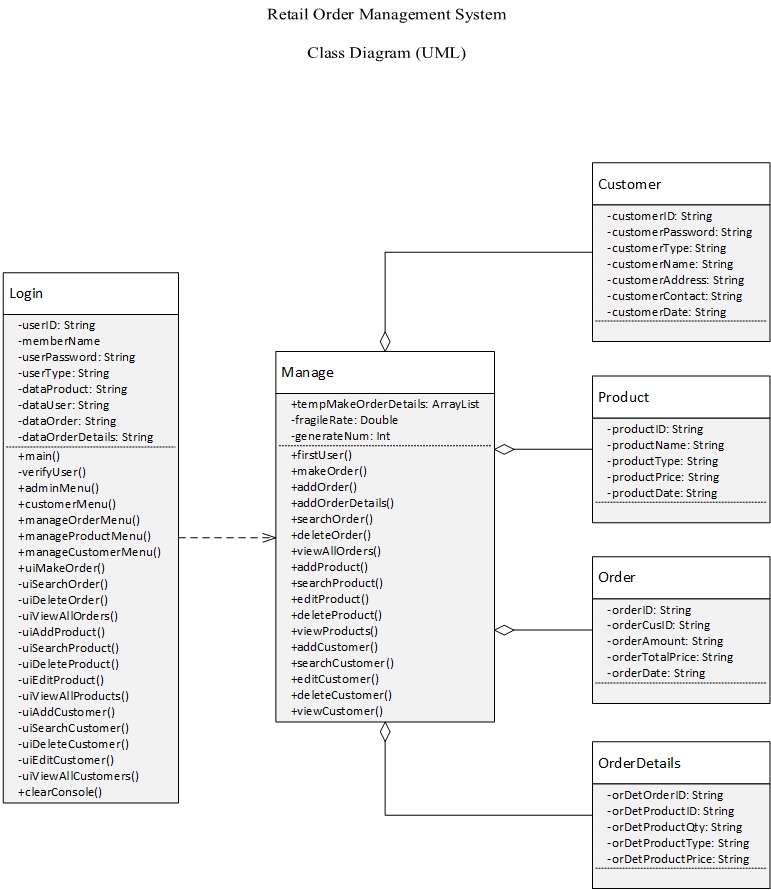 Retail Order Management System
Class Diagram (UML)
Login
-userID: String
-memberName
-userPassword: String
-userType: String
-dataProduct: String
-dataUser: String
-dataOrder: String
-dataOrderDetails: String
+main()
-verifyUser()
+adminMenu()
+customerMenu()
+manageOrderMenu()
+manageProductMenu()
+manageCustomerMenu()
+uiMakeOrder()
-uiSearchOrder()
-uiDeleteOrder()
-uiViewAllOrders()
-uiAddProduct()
-uiSearchProduct()
-uiDeleteProduct()
-uiEditProduct()
-uiViewAllProducts()
-uiAddCustomer()
-uiSearchCustomer()
-uiDeleteCustomer()
-uiEditCustomer()
-uiViewAllCustomers()
+clearConsole()
Manage
+tempMakeOrderDetails: ArrayList
-fragileRate: Double
-generateNum: Int
+firstUser()
+makeOrder()
+addOrder()
+addOrderDetails()
+searchOrder()
+deleteOrder()
+viewAllOrders()
+addProduct()
+searchProduct()
+editProduct()
+deleteProduct()
+viewProducts()
+addCustomer()
+searchCustomer()
+editCustomer()
+deleteCustomer()
+viewCustomer()
Customer
-customerID: String
-customerPassword: String
-customerType: String
-customerName: String
-customerAddress: String
-customerContact: String
-customerDate: String
Product
-productID: String
-productName: String
-productType: String
-productPrice: String
-productDate: String
Order
-orderID: String
-orderCusID: String
-orderAmount: String
-orderTotalPrice: String
-orderDate: String
OrderDetails
-orDetOrderID: String
-orDetProductID: String
-orDetProductQty: String
-orDetProductType: String
-orDetProductPrice: String